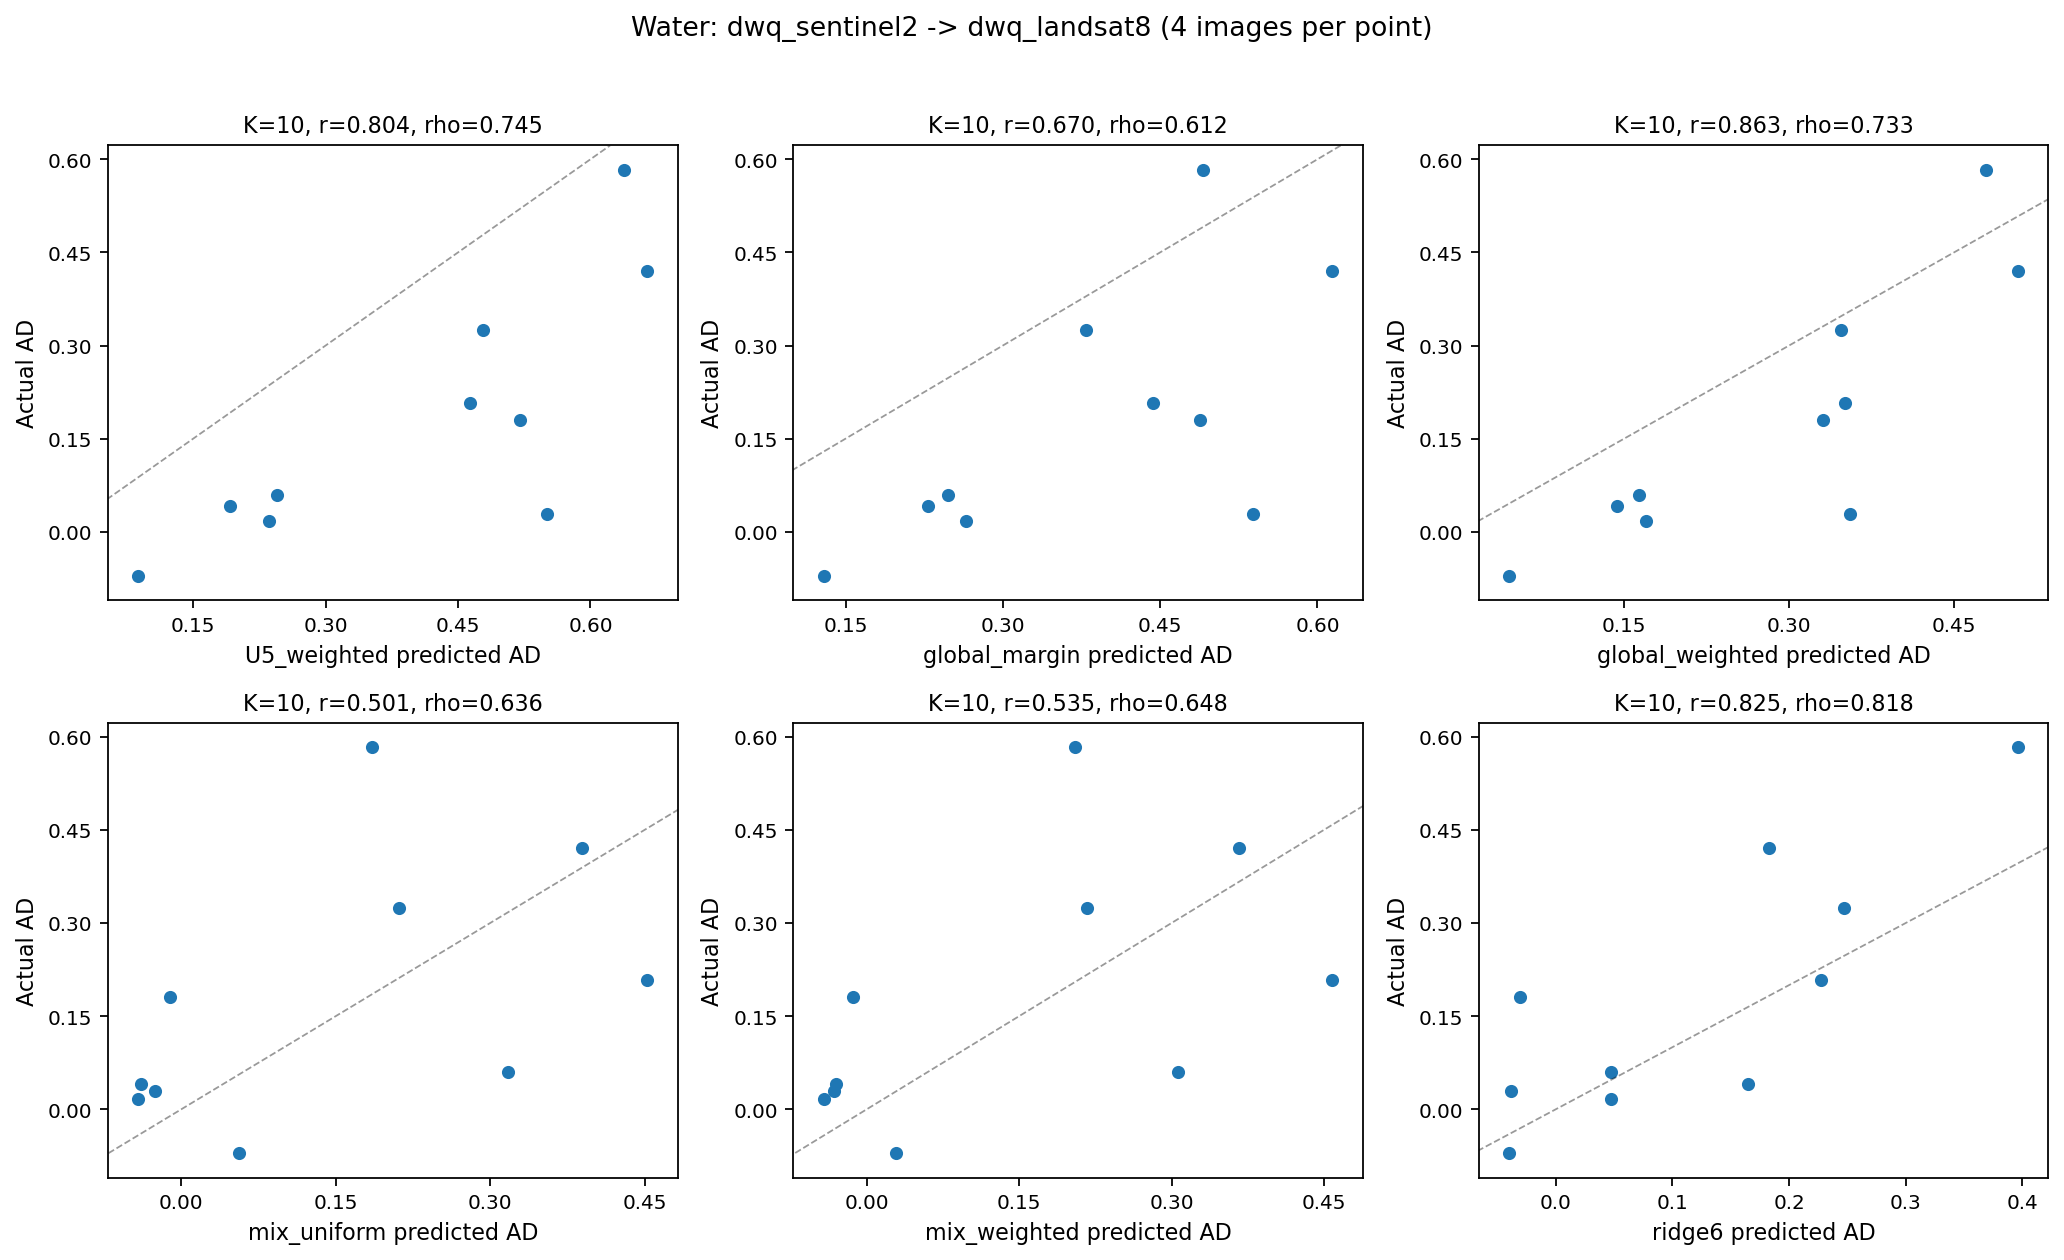 Water: dwq_sentinel2 -> dwq_landsat8 (4 images per point)
K=10, r=0.804, rho=0.745
0.60
0.45
0.30
0.15
0.00
Actual AD
0.15 0.30 0.45 0.60
U5_weighted predicted AD
K=10, r=0.670, rho=0.612
0.60
0.45
0.30
0.15
0.00
Actual AD
0.15 0.30 0.45 0.60
global_margin predicted AD
K=10, r=0.863, rho=0.733
0.60
0.45
0.30
0.15
0.00
Actual AD
0.15 0.30 0.45
global_weighted predicted AD
K=10, r=0.501, rho=0.636
0.60
0.45
0.30
0.15
0.00
Actual AD
0.00 0.15 0.30 0.45
mix_uniform predicted AD
K=10, r=0.535, rho=0.648
0.60
0.45
0.30
0.15
0.00
Actual AD
0.00 0.15 0.30 0.45
mix_weighted predicted AD
K=10, r=0.825, rho=0.818
0.60
0.45
0.30
0.15
0.00
Actual AD
0.0 0.1 0.2 0.3 0.4
ridge6 predicted AD